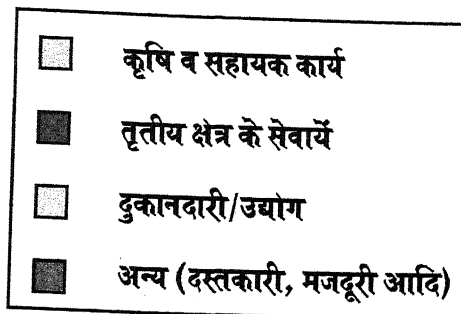 कृषि व सहायक कार्य
तृतीय क्षेत्र के सेवायें
दुकानदारी/उद्योग
अन्य (दस्तकारी, मजदूरी आदि)